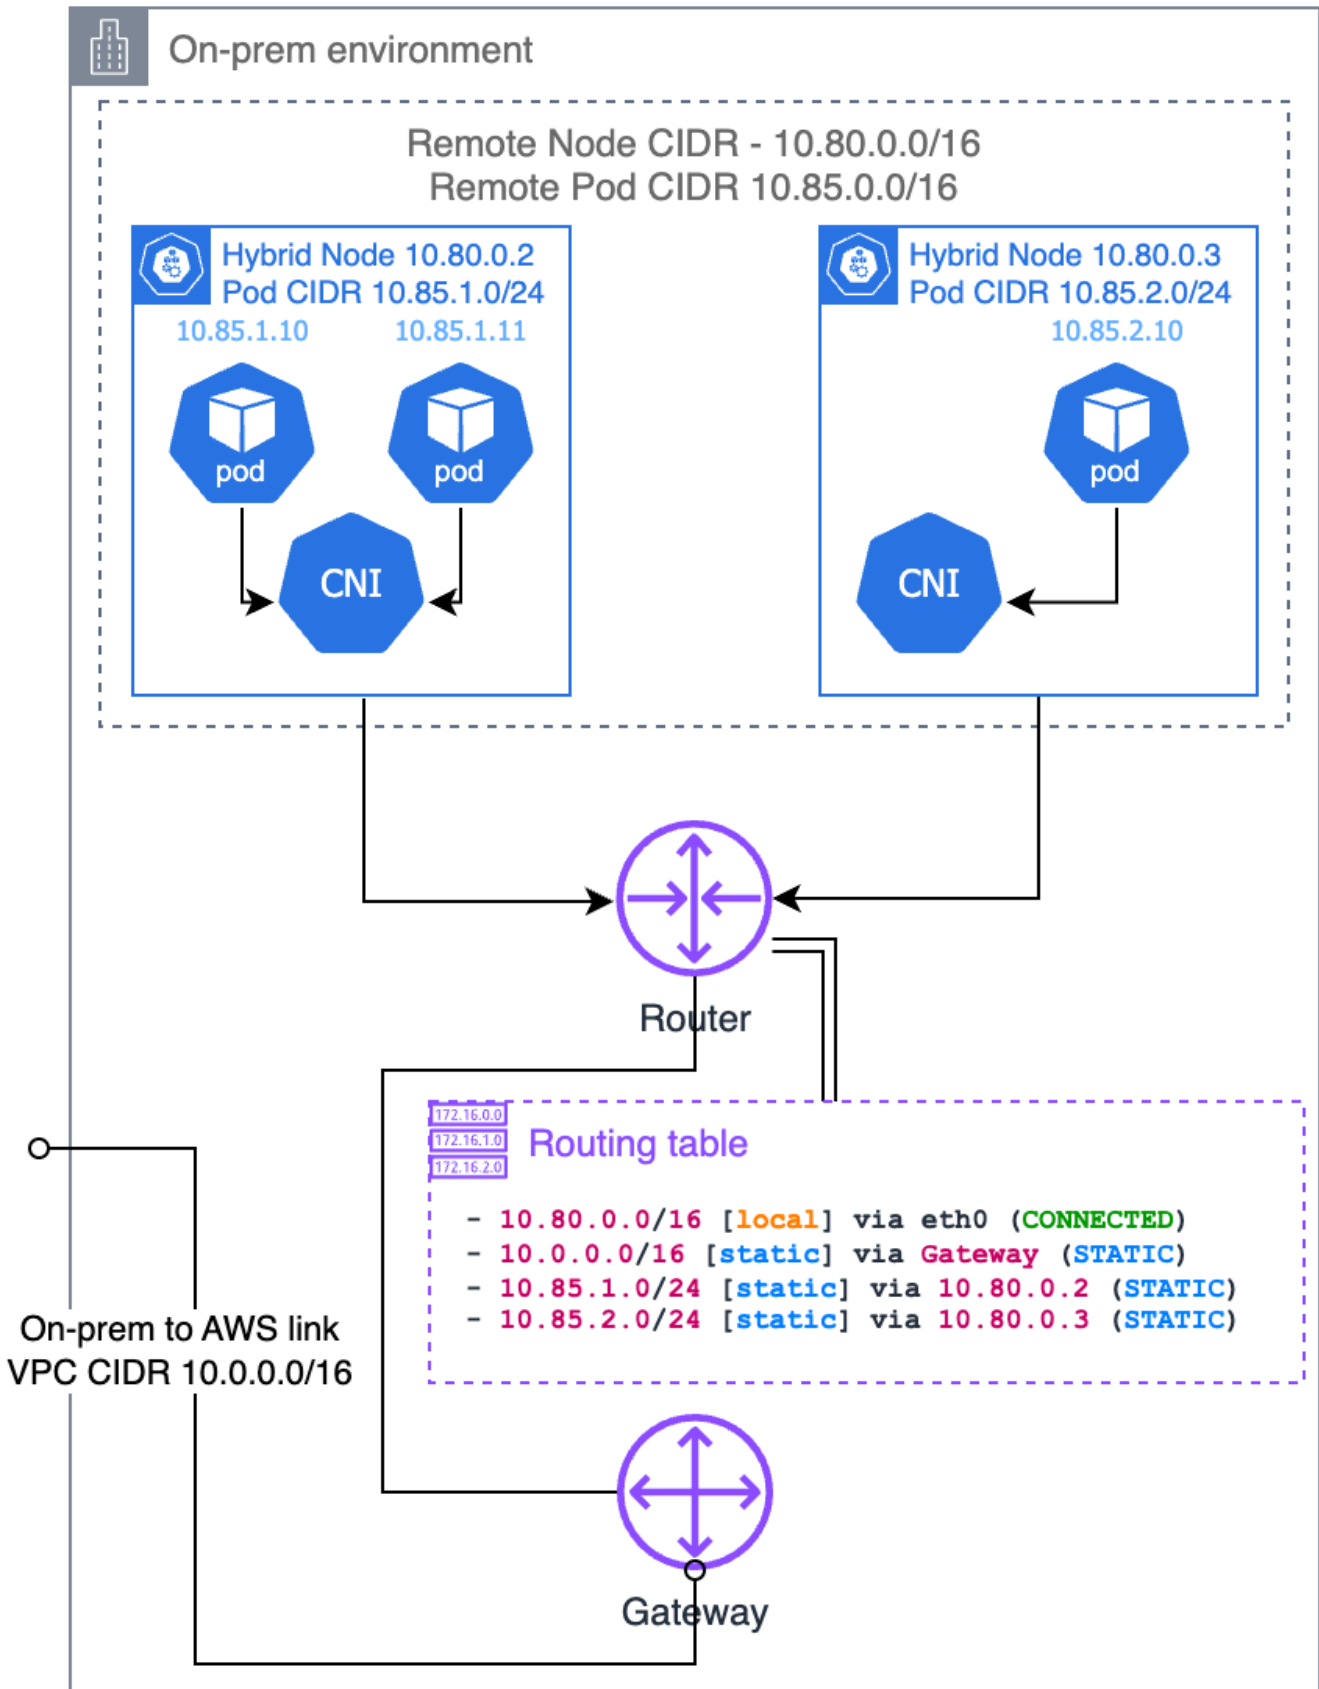 On-prem environment
Remote Node CIDR - 10.80.0.0/16
Remote Pod CIDR 10.85.0.0/16
Hybrid Node 10.80.0.2
Pod CIDR 10.85.1.0/24
10.85.1.10
10.85.1.11
pod
pod
CNI
Hybrid Node 10.80.0.3
Pod CIDR 10.85.2.0/24
10.85.2.10
pod
CNI
Router
172.16.0.0
172.16.1.0
172.16.2.0
Routing table
- 10.80.0.0/16 [local] via eth0 (CONNECTED)
- 10.0.0.0/16 [static] via Gateway (STATIC)
- 10.85.1.0/24 [static] via 10.80.0.2 (STATIC)
- 10.85.2.0/24 [static] via 10.80.0.3 (STATIC)
On-prem to AWS link
VPC CIDR 10.0.0.0/16
Gateway